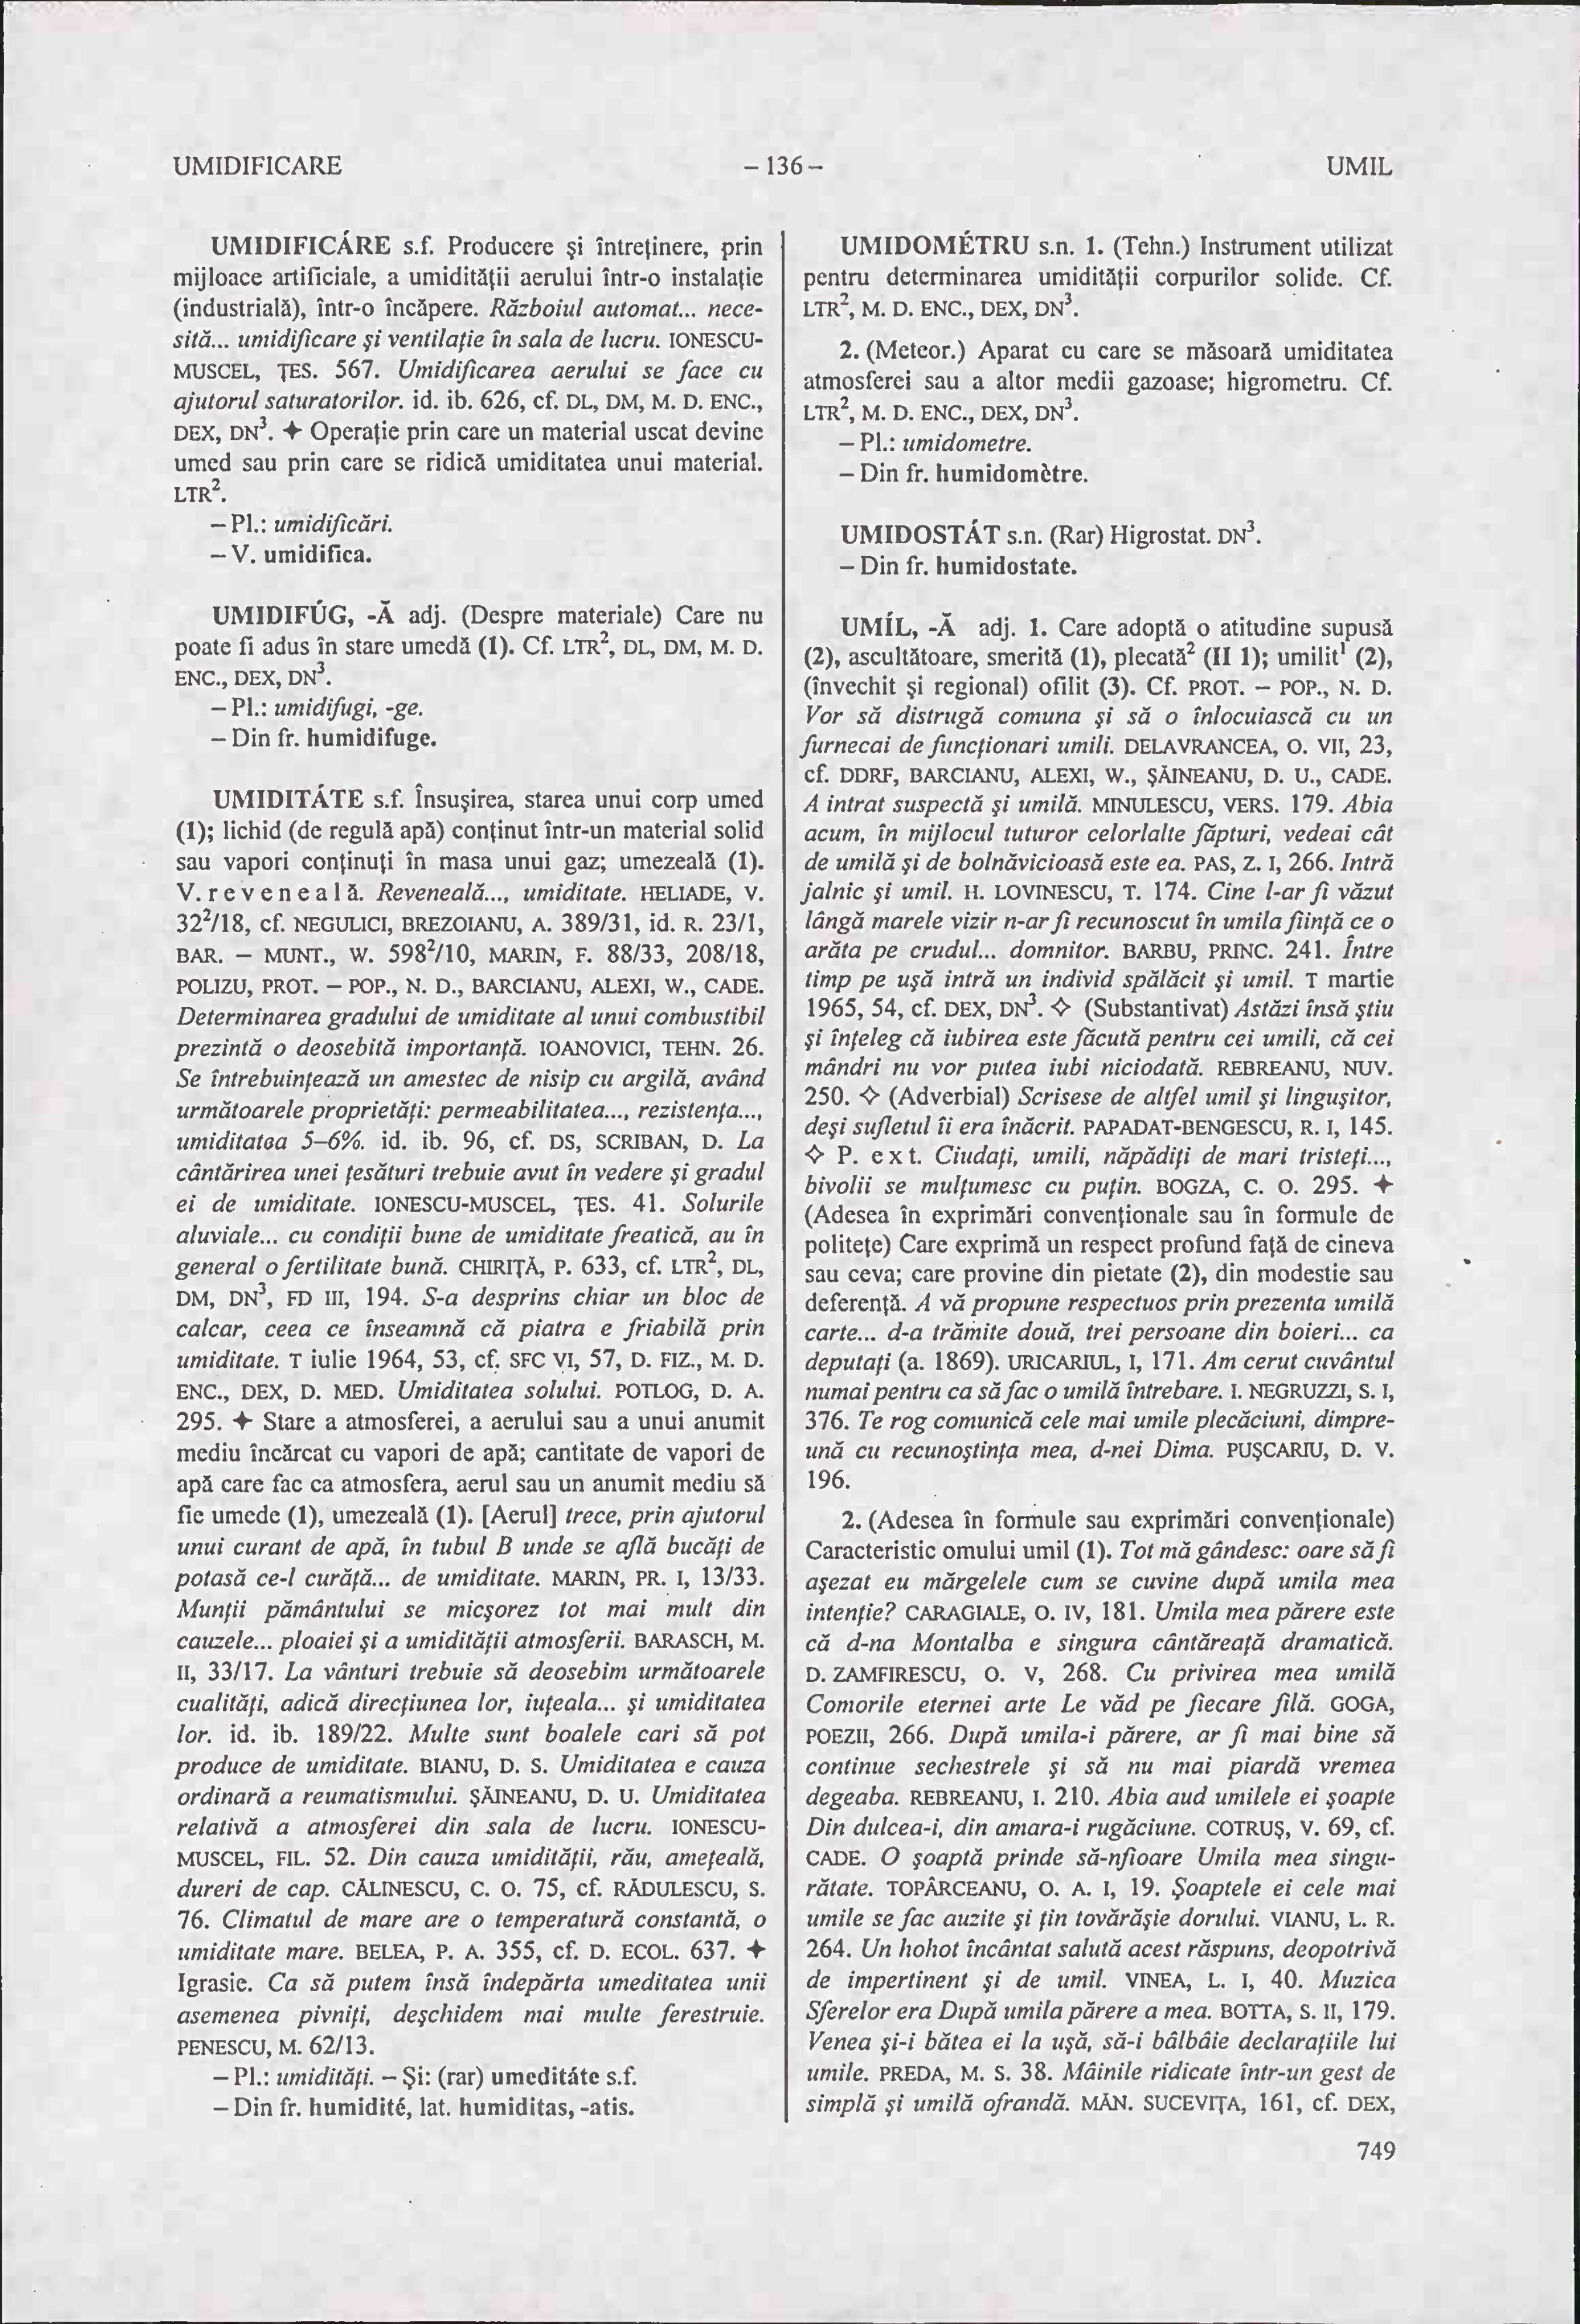 UMIDIFICARE
– 136 –
UMIL
UMIDIFICÁRE s.f. Producere şi întreţinere, prin
mijloace artificiale, a umidităţii aerului într-o instalaţie
(industrială), într-o încăpere. Războiul automat... nece-
sită... umidificare şi ventilaţie în sala de lucru. IONESCU-
MUSCEL, ŢES. 567. Umidificarea aerului se face cu
ajutorul saturatorilor. id. ib. 626, cf. DL, DM, M. D. ENC.,
DEX, DN³. ✦ Operaţie prin care un material uscat devine
umed sau prin care se ridică umiditatea unui material.
LTR².
– Pl.: umidificări.
– V. umidifica.
UMIDIFÚG, -Ă adj. (Despre materiale) Care nu
poate fi adus în stare umedă (1). Cf. LTR², DL, DM, M. D.
ENC., DEX, DN³.
– Pl.: umidifugi, -ge.
– Din fr. humidifuge.
UMIDITÁTE s.f. Însuşirea, starea unui corp umed
(1); lichid (de regulă apă) conţinut într-un material solid
sau vapori conţinuţi în masa unui gaz; umezeală (1).
V. r e v e n e a l ă. Reveneală..., umiditate. HELIADE, V.
32²/18, cf. NEGULICI, BREZOIANU, A. 389/31, id. R. 23/1,
BAR. – MUNT., W. 598²/10, MARIN, F. 88/33, 208/18,
POLIZU, PROT. – POP., N. D., BARCIANU, ALEXI, W., CADE.
Determinarea gradului de umiditate al unui combustibil
prezintă o deosebită importanţă. IOANOVICI, TEHN. 26.
Se întrebuinţează un amestec de nisip cu argilă, având
următoarele proprietăţi: permeabilitatea..., rezistenţa...,
umiditatea 5–6%. id. ib. 96, cf. DS, SCRIBAN, D. La
cântărirea unei ţesături trebuie avut în vedere şi gradul
ei de umiditate. IONESCU-MUSCEL, ŢES. 41. Solurile
aluviale... cu condiţii bune de umiditate freatică, au în
general o fertilitate bună. CHIRIŢĂ, P. 633, cf. LTR², DL,
DM, DN³, FD III, 194. S-a desprins chiar un bloc de
calcar, ceea ce înseamnă că piatra e friabilă prin
umiditate. T iulie 1964, 53, cf. SFC VI, 57, D. FIZ., M. D.
ENC., DEX, D. MED. Umiditatea solului. POTLOG, D. A.
295. ✦ Stare a atmosferei, a aerului sau a unui anumit
mediu încărcat cu vapori de apă; cantitate de vapori de
apă care fac ca atmosfera, aerul sau un anumit mediu să
fie umede (1), umezeală (1). [Aerul] trece, prin ajutorul
unui curant de apă, în tubul B unde se află bucăţi de
potasă ce-l curăţă... de umiditate. MARIN, PR. I, 13/33.
Munţii pământului se micşorez tot mai mult din
cauzele... ploaiei şi a umidităţii atmosferii. BARASCH, M.
II, 33/17. La vânturi trebuie să deosebim următoarele
cualităţi, adică direcţiunea lor, iuţeala... şi umiditatea
lor. id. ib. 189/22. Multe sunt boalele cari să pot
produce de umiditate. BIANU, D. S. Umiditatea e cauza
ordinară a reumatismului. ŞĂINEANU, D. U. Umiditatea
relativă a atmosferei din sala de lucru. IONESCU-
MUSCEL, FIL. 52. Din cauza umidităţii, rău, ameţeală,
dureri de cap. CĂLINESCU, C. O. 75, cf. RĂDULESCU, S.
76. Climatul de mare are o temperatură constantă, o
umiditate mare. BELEA, P. A. 355, cf. D. ECOL. 637. ✦
Igrasie. Ca să putem însă îndepărta umeditatea unii
asemenea pivniţi, deşchidem mai multe ferestruie.
PENESCU, M. 62/13.
– Pl.: umidităţi. – Şi: (rar) umeditáte s.f.
– Din fr. humidité, lat. humiditas, -atis.
UMIDOMÉTRU s.n. 1. (Tehn.) Instrument utilizat
pentru determinarea umidităţii corpurilor solide. Cf.
LTR², M. D. ENC., DEX, DN³.
2. (Meteor.) Aparat cu care se măsoară umiditatea
atmosferei sau a altor medii gazoase; higrometru. Cf.
LTR², M. D. ENC., DEX, DN³.
– Pl.: umidometre.
– Din fr. humidomètre.
UMIDOSTÁT s.n. (Rar) Higrostat. DN³.
– Din fr. humidostate.
UMÍL, -Ă adj. 1. Care adoptă o atitudine supusă
(2), ascultătoare, smerită (1), plecată² (II 1); umilit¹ (2),
(învechit şi regional) ofilit (3). Cf. PROT. – POP., N. D.
Vor să distrugă comuna şi să o înlocuiască cu un
furnecai de funcţionari umili. DELAVRANCEA, O. VII, 23,
cf. DDRF, BARCIANU, ALEXI, W., ŞĂINEANU, D. U., CADE.
A intrat suspectă şi umilă. MINULESCU, VERS. 179. Abia
acum, în mijlocul tuturor celorlalte făpturi, vedeai cât
de umilă şi de bolnăvicioasă este ea. PAS, Z. I, 266. Intră
jalnic şi umil. H. LOVINESCU, T. 174. Cine l-ar fi văzut
lângă marele vizir n-ar fi recunoscut în umila fiinţă ce o
arăta pe crudul... domnitor. BARBU, PRINC. 241. Între
timp pe uşă intră un individ spălăcit şi umil. T martie
1965, 54, cf. DEX, DN³. ✧ (Substantivat) Astăzi însă ştiu
şi înţeleg că iubirea este făcută pentru cei umili, că cei
mândri nu vor putea iubi niciodată. REBREANU, NUV.
250. ✧ (Adverbial) Scrisese de altfel umil şi linguşitor,
deşi sufletul îi era înăcrit. PAPADAT-BENGESCU, R. I, 145.
✧ P. e x t. Ciudaţi, umili, năpădiţi de mari tristeţi...,
bivolii se mulţumesc cu puţin. BOGZA, C. O. 295. ✦
(Adesea în exprimări convenţionale sau în formule de
politeţe) Care exprimă un respect profund faţă de cineva
sau ceva; care provine din pietate (2), din modestie sau
deferenţă. A vă propune respectuos prin prezenta umilă
carte... d-a trămite două, trei persoane din boieri... ca
deputaţi (a. 1869). URICARIUL, I, 171. Am cerut cuvântul
numai pentru ca să fac o umilă întrebare. I. NEGRUZZI, S. I,
376. Te rog comunică cele mai umile plecăciuni, dimpre-
ună cu recunoştinţa mea, d-nei Dima. PUŞCARIU, D. V.
196.
2. (Adesea în formule sau exprimări convenţionale)
Caracteristic omului umil (1). Tot mă gândesc: oare să fi
aşezat eu mărgelele cum se cuvine după umila mea
intenţie? CARAGIALE, O. IV, 181. Umila mea părere este
că d-na Montalba e singura cântăreaţă dramatică.
D. ZAMFIRESCU, O. V, 268. Cu privirea mea umilă
Comorile eternei arte Le văd pe fiecare filă. GOGA,
POEZII, 266. După umila-i părere, ar fi mai bine să
continue sechestrele şi să nu mai piardă vremea
degeaba. REBREANU, I. 210. Abia aud umilele ei şoapte
Din dulcea-i, din amara-i rugăciune. COTRUŞ, V. 69, cf.
CADE. O şoaptă prinde să-nfioare Umila mea singu-
rătate. TOPÂRCEANU, O. A. I, 19. Şoaptele ei cele mai
umile se fac auzite şi ţin tovărăşie dorului. VIANU, L. R.
264. Un hohot încântat salută acest răspuns, deopotrivă
de impertinent şi de umil. VINEA, L. I, 40. Muzica
Sferelor era După umila părere a mea. BOTTA, S. II, 179.
Venea şi-i bătea ei la uşă, să-i bâlbâie declaraţiile lui
umile. PREDA, M. S. 38. Mâinile ridicate într-un gest de
simplă şi umilă ofrandă. MĂN. SUCEVIŢA, 161, cf. DEX,
749